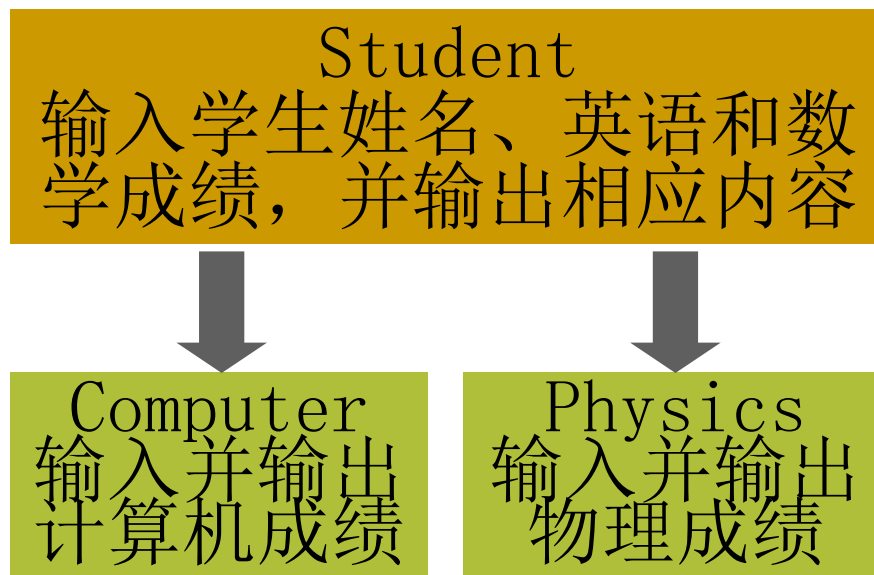 Student
输入学生姓名、英语和数
学成绩，并输出相应内容
Computer
输入并输出
计算机成绩
Physics
输入并输出
物理成绩